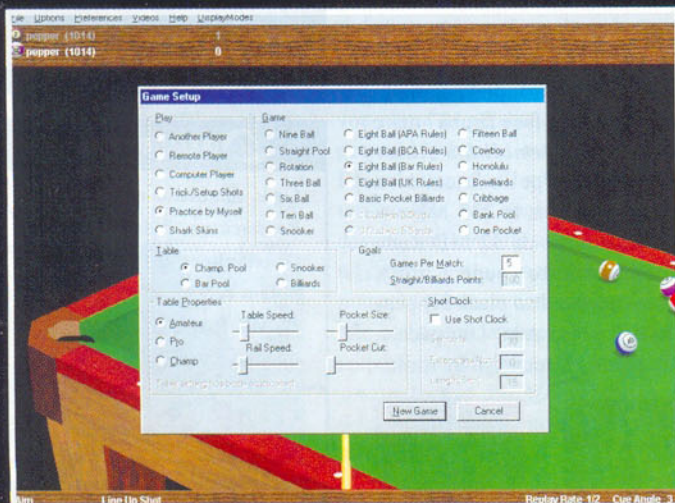 File Options Preferences Videos Help DisplayModes
pepper (1014) 1
pepper (1014) 0
Game Setup
Play
Another Player
Remote Player
Computer Player
Trick/Setup Shots
Practice by Myself
Shark Skins
Game
Nine Ball
Straight Pool
Rotation
Three Ball
Six Ball
Ten Ball
Snooker
Eight Ball (APA Rules)
Eight Ball (BCA Rules)
Eight Ball (Bar Rules)
Eight Ball (UK Rules)
Basic Pocket Billiards
Fifteen Ball
Cowboy
Honolulu
Bowlliards
Cribbage
Bank Pool
One Pocket
Table
Champ. Pool
Bar Pool
Snooker
Billiards
Goals
Games Per Match: 5
Straight/Billiards Points:
Table Properties
Amateur
Pro
Champ
Table Speed:
Rail Speed:
Pocket Size:
Pocket Cut:
Shot Clock
Use Shot Clock
New Game
Cancel
Aim Line Up Shot Replay Rate 1/2 Cue Angle 3